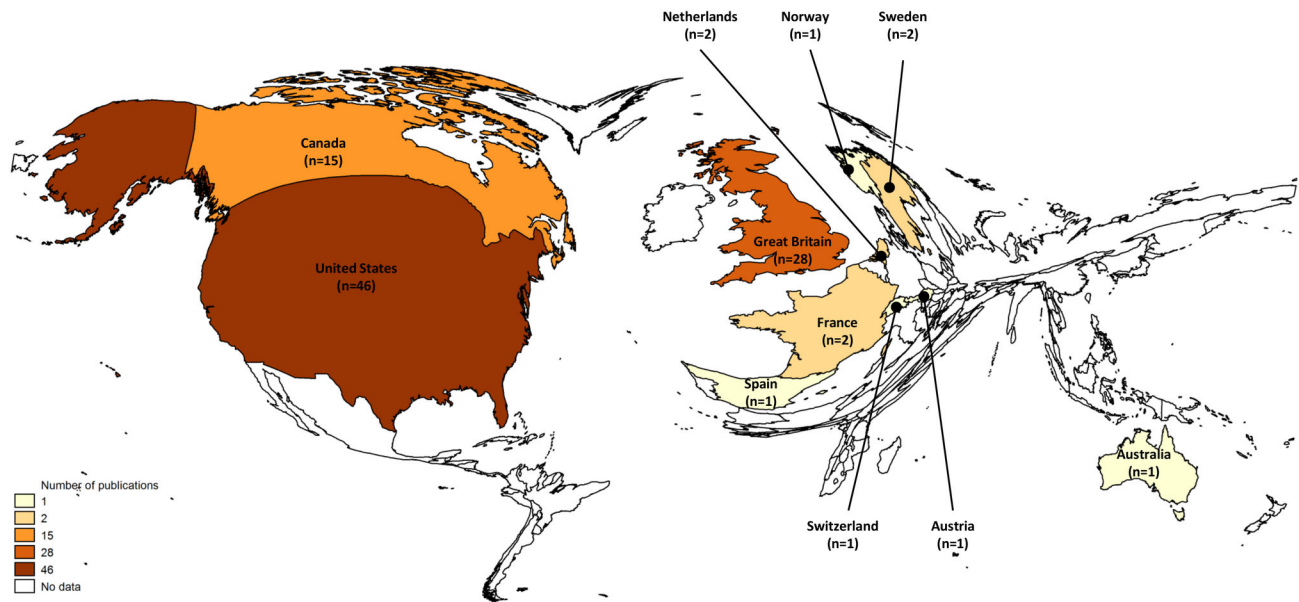 Netherlands
(n=2)
Norway
(n=1)
Sweden
(n=2)
Canada
(n=15)
United States
(n=46)
Great Britain
(n=28)
France
(n=2)
Spain
(n=1)
Australia
(n=1)
Switzerland
(n=1)
Austria
(n=1)
Number of publications
1
2
15
28
46
No data